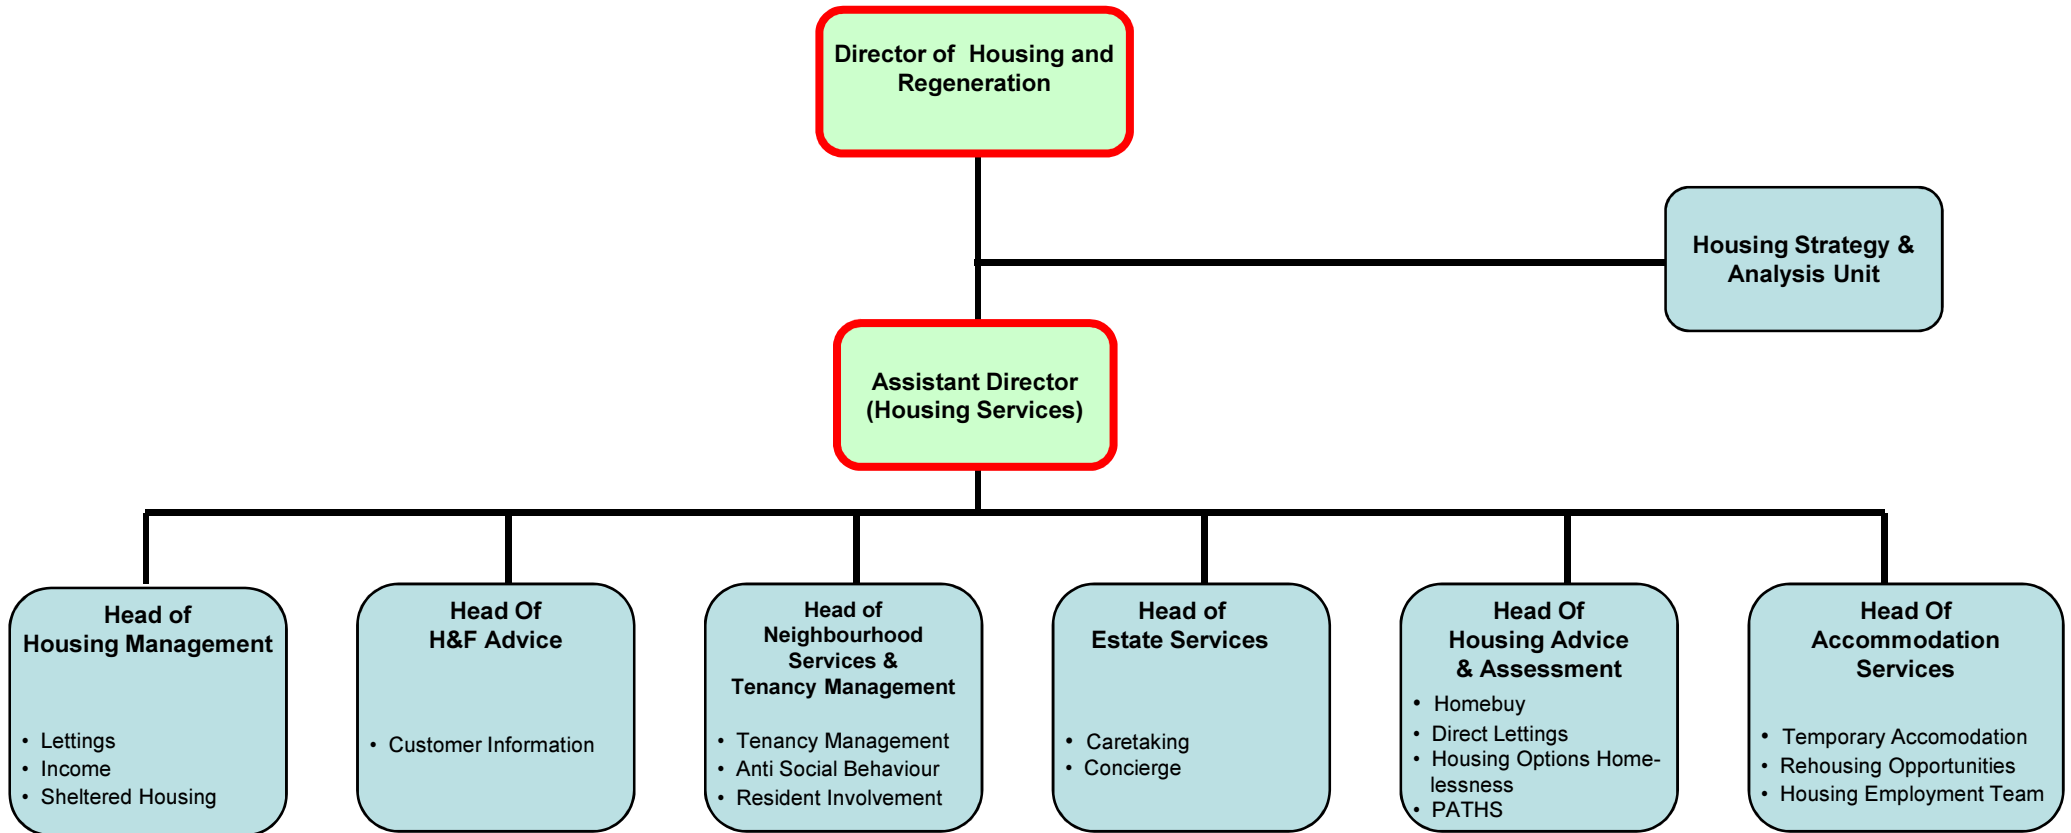 Director of Housing and
Regeneration
Housing Strategy &
Analysis Unit
Assistant Director
(Housing Services)
Head of
Housing Management
• Lettings
• Income
• Sheltered Housing
Head Of
H&F Advice
• Customer Information
Head of
Neighbourhood
Services &
Tenancy Management
• Tenancy Management
• Anti Social Behaviour
• Resident Involvement
Head of
Estate Services
• Caretaking
• Concierge
Head Of
Housing Advice
& Assessment
• Homebuy
• Direct Lettings
• Housing Options Home-
lessness
• PATHS
Head Of
Accommodation
Services
• Temporary Accomodation
• Rehousing Opportunities
• Housing Employment Team